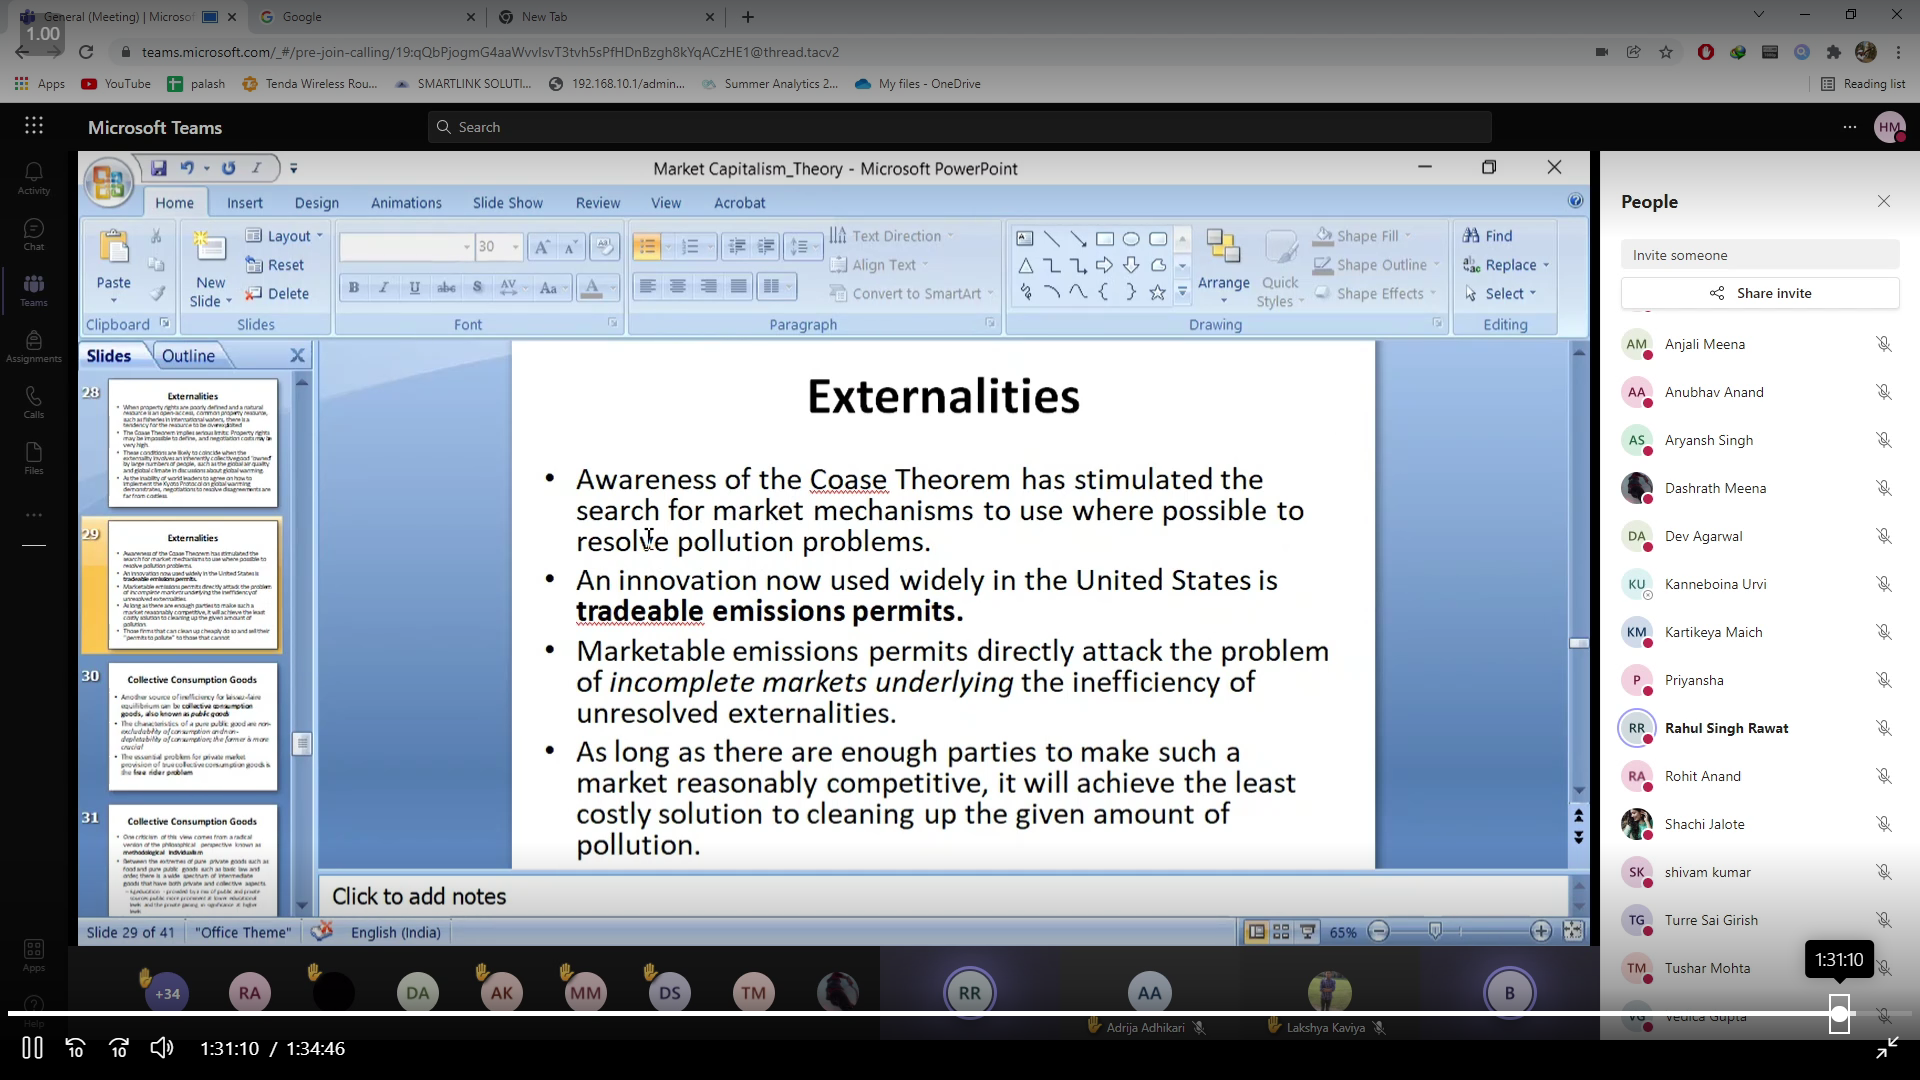 General (Meeting) | Microsof
Google
New Tab
1.00
teams.microsoft.com/_#/pre-join-calling/19:qQbPjogmG4aaWvvlsvT3tvh5sPfHDnBzgh8kYqACzHE1@thread.tacv2
Apps
YouTube
palash
Tenda Wireless Rou...
SMARTLINK SOLUTI...
192.168.10.1/admin...
Summer Analytics 2...
My files - OneDrive
Reading list
Microsoft Teams
Search
HM
Activity
Chat
Teams
Assignments
Calls
Files
Apps
Help
Market Capitalism_Theory - Microsoft PowerPoint
Home
Insert
Design
Animations
Slide Show
Review
View
Acrobat
Paste
Clipboard
New
Slide
Layout
Reset
Delete
Slides
30
Font
Text Direction
Align Text
Convert to SmartArt
Paragraph
Arrange
Quick
Styles
Shape Fill
Shape Outline
Shape Effects
Drawing
Find
Replace
Select
Editing
Slides
Outline
28
Externalities
29
Externalities
30
Collective Consumption Goods
31
Collective Consumption Goods
Externalities
• Awareness of the Coase Theorem has stimulated the
search for market mechanisms to use where possible to
resolve pollution problems.
• An innovation now used widely in the United States is
tradeable emissions permits.
• Marketable emissions permits directly attack the problem
of incomplete markets underlying the inefficiency of
unresolved externalities.
• As long as there are enough parties to make such a
market reasonably competitive, it will achieve the least
costly solution to cleaning up the given amount of
pollution.
Click to add notes
Slide 29 of 41
"Office Theme"
English (India)
65%
People
Invite someone
Share invite
AM Anjali Meena
AA Anubhav Anand
AS Aryansh Singh
Dashrath Meena
DA Dev Agarwal
KU Kanneboina Urvi
KM Kartikeya Maich
P Priyansha
RR Rahul Singh Rawat
RA Rohit Anand
Shachi Jalote
SK shivam kumar
TG Turre Sai Girish
TM Tushar Mohta
VG Vedica Gupta
1:31:10
+34
RA
DA
AK
MM
DS
TM
RR
AA
B
Adrija Adhikari
Lakshya Kaviya
10
10
1:31:10 / 1:34:46